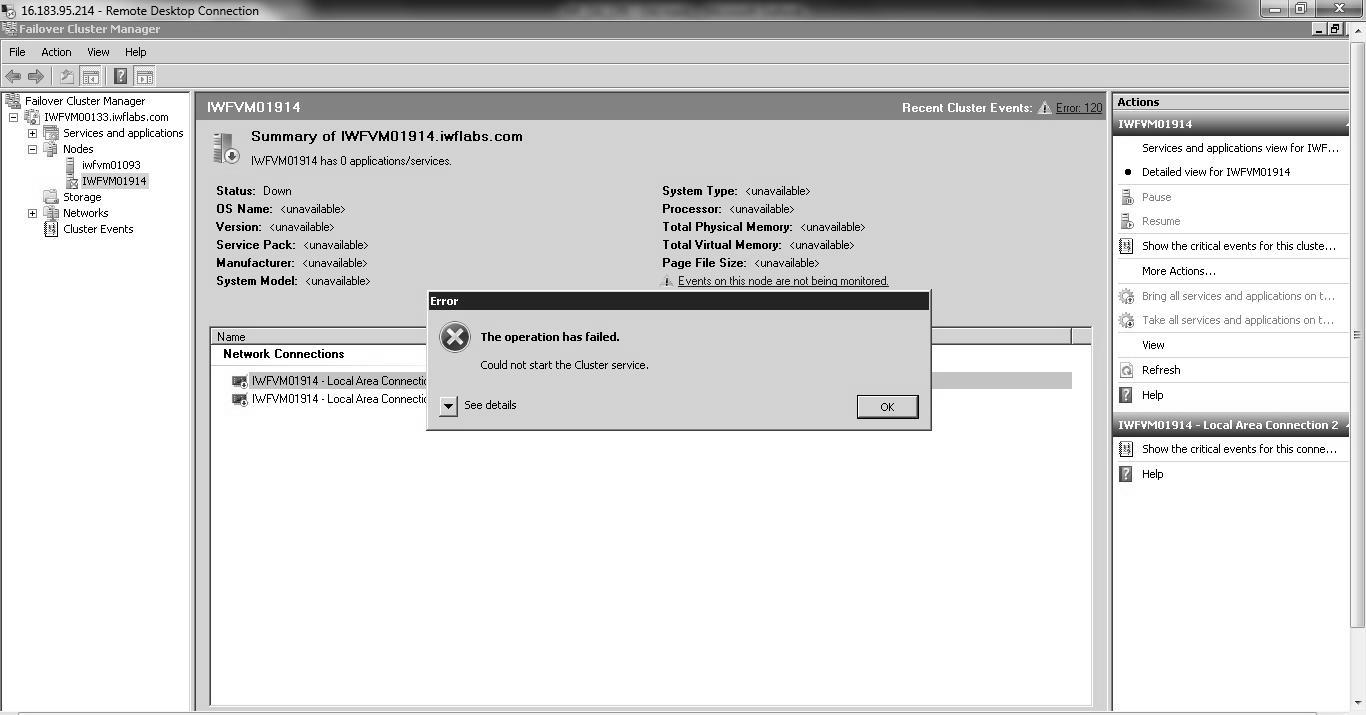 16.183.95.214 - Remote Desktop Connection
Failover Cluster Manager
File Action View Help
Failover Cluster Manager
IWFVM00133.iwflabs.com
Services and applications
Nodes
iwfvm01093
IWFVM01914
Storage
Networks
Cluster Events
IWFVM01914
Recent Cluster Events: Error: 120
Summary of IWFVM01914.iwflabs.com
IWFVM01914 has 0 applications/services.
Status: Down
OS Name: <unavailable>
Version: <unavailable>
Service Pack: <unavailable>
Manufacturer: <unavailable>
System Model: <unavailable>
System Type: <unavailable>
Processor: <unavailable>
Total Physical Memory: <unavailable>
Total Virtual Memory: <unavailable>
Page File Size: <unavailable>
Events on this node are not being monitored.
Name
Network Connections
IWFVM01914 - Local Area Connectio
IWFVM01914 - Local Area Connectio
Error
The operation has failed.
Could not start the Cluster service.
See details
OK
Actions
IWFVM01914
Services and applications view for IWF...
Detailed view for IWFVM01914
Pause
Resume
Show the critical events for this cluste...
More Actions...
Bring all services and applications on t...
Take all services and applications on t...
View
Refresh
Help
IWFVM01914 - Local Area Connection 2
Show the critical events for this conne...
Help